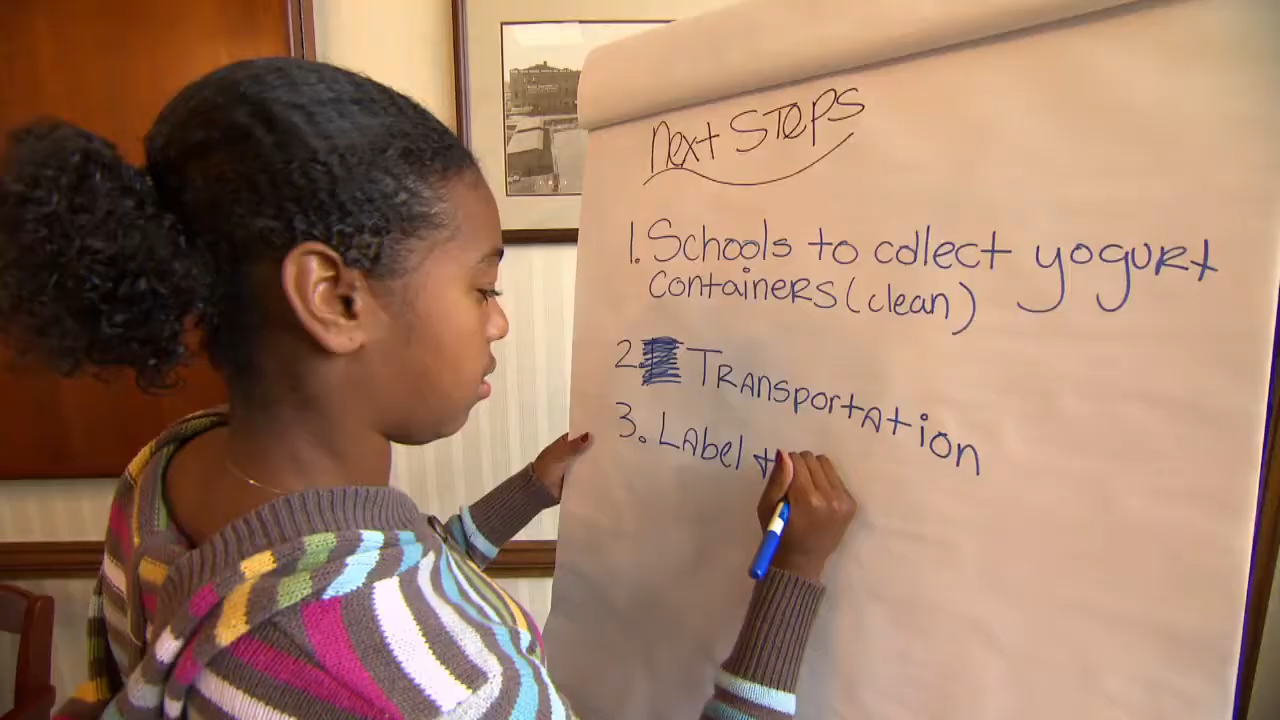 Next Steps
1. Schools to collect yogurt
containers (clean)
2. Transportation
3. Label